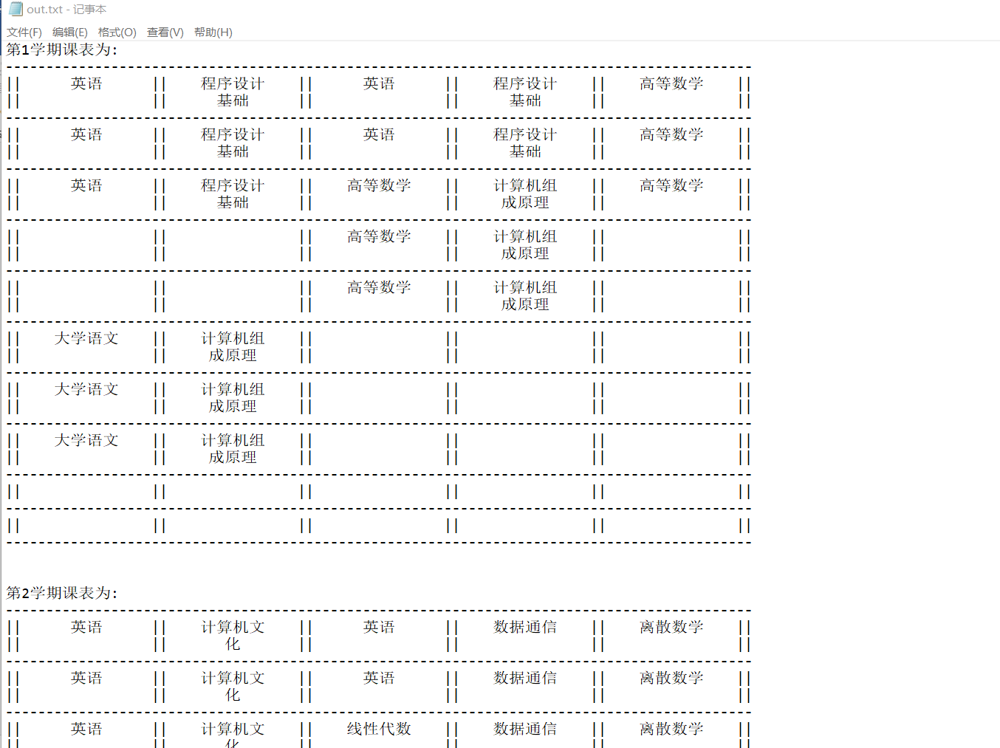 out.txt - 记事本
文件(F) 编辑(E) 格式(O) 查看(V) 帮助(H)
第1学期课表为:
--------------------------------------------------------------------------------------------
|| 英语 || 程序设计 || 英语 || 程序设计 || 高等数学 ||
|| || 基础 || || 基础 || ||
--------------------------------------------------------------------------------------------
|| 英语 || 程序设计 || 英语 || 程序设计 || 高等数学 ||
|| || 基础 || || 基础 || ||
--------------------------------------------------------------------------------------------
|| 英语 || 程序设计 || 高等数学 || 计算机组 || 高等数学 ||
|| || 基础 || || 成原理 || ||
--------------------------------------------------------------------------------------------
|| || || 高等数学 || 计算机组 || ||
|| || || || 成原理 || ||
--------------------------------------------------------------------------------------------
|| || || 高等数学 || 计算机组 || ||
|| || || || 成原理 || ||
--------------------------------------------------------------------------------------------
|| 大学语文 || 计算机组 || || || ||
|| || 成原理 || || || ||
--------------------------------------------------------------------------------------------
|| 大学语文 || 计算机组 || || || ||
|| || 成原理 || || || ||
--------------------------------------------------------------------------------------------
|| 大学语文 || 计算机组 || || || ||
|| || 成原理 || || || ||
--------------------------------------------------------------------------------------------
|| || || || || ||
--------------------------------------------------------------------------------------------
|| || || || || ||
--------------------------------------------------------------------------------------------
第2学期课表为:
--------------------------------------------------------------------------------------------
|| 英语 || 计算机文 || 英语 || 数据通信 || 离散数学 ||
|| || 化 || || || ||
--------------------------------------------------------------------------------------------
|| 英语 || 计算机文 || 英语 || 数据通信 || 离散数学 ||
|| || 化 || || || ||
--------------------------------------------------------------------------------------------
|| 英语 || 计算机文 || 线性代数 || 数据通信 || 离散数学 ||
|| || 化 || || || ||